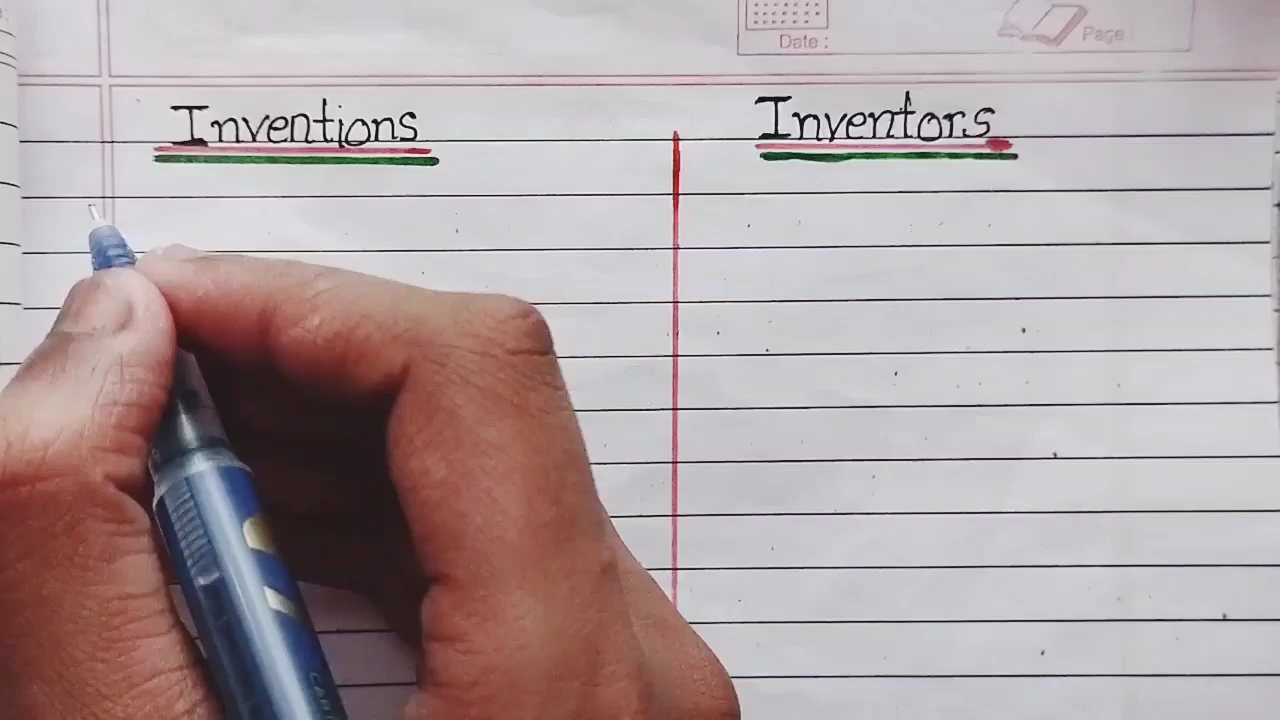 Date :
Page :
Inventions
Inventors